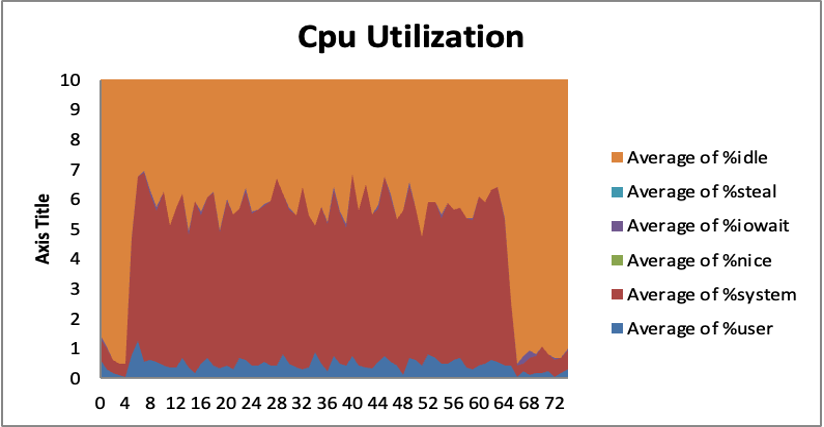 Cpu Utilization
10
9
8
7
6
5
4
3
2
1
0
Axis Title
0 4 8 12 16 20 24 28 32 36 40 44 48 52 56 60 64 68 72
Average of %idle
Average of %steal
Average of %iowait
Average of %nice
Average of %system
Average of %user